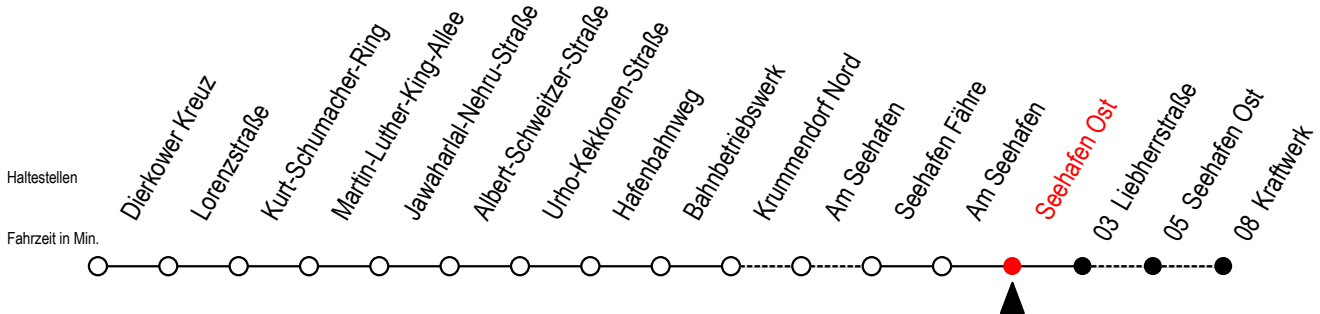 Haltestellen
Dierkower Kreuz
Lorenzstraße
Kurt-Schumacher-Ring
Martin-Luther-King-Allee
Jawaharlal-Nehru-Straße
Albert-Schweitzer-Straße
Urho-Kekkonen-Straße
Hafenbahnweg
Bahnbetriebswerk
Krummendorf Nord
Am Seehafen
Seehafen Fähre
Am Seehafen
Seehafen Ost
03 Liebherrstraße
05 Seehafen Ost
08 Kraftwerk
Fahrzeit in Min.